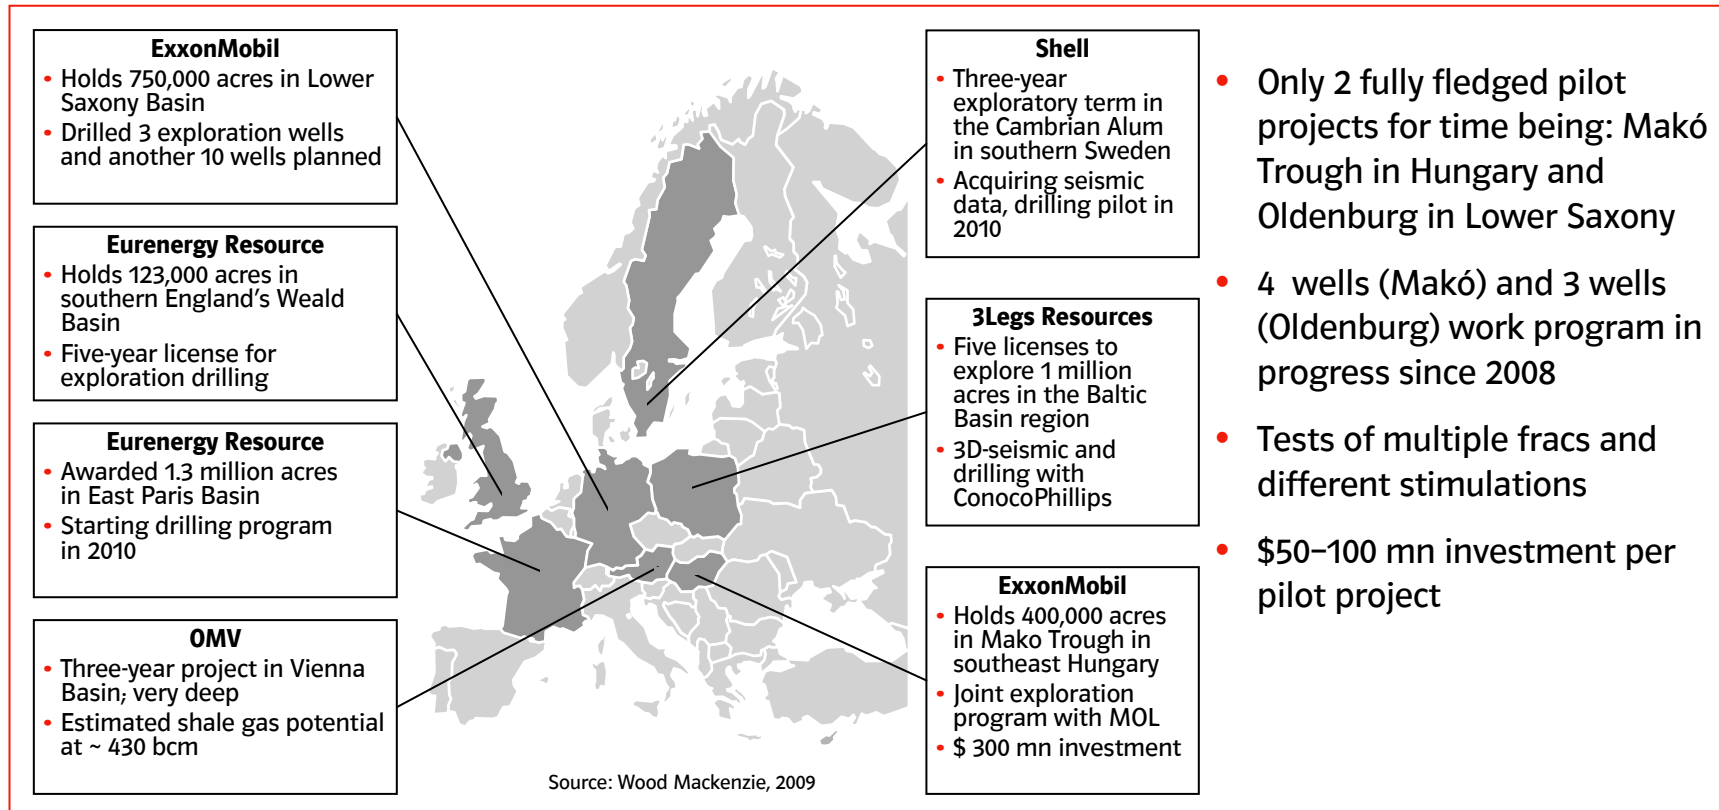 ExxonMobil
• Holds 750,000 acres in Lower
Saxony Basin
• Drilled 3 exploration wells
and another 10 wells planned
Eurenergy Resource
• Holds 123,000 acres in
southern England's Weald
Basin
• Five-year license for
exploration drilling
Eurenergy Resource
• Awarded 1.3 million acres
in East Paris Basin
• Starting drilling program
in 2010
OMV
• Three-year project in Vienna
Basin; very deep
• Estimated shale gas potential
at ~ 430 bcm
Shell
• Three-year
exploratory term in
the Cambrian Alum
in southern Sweden
• Acquiring seismic
data, drilling pilot in
2010
3Legs Resources
• Five licenses to
explore 1 million
acres in the Baltic
Basin region
• 3D-seismic and
drilling with
ConocoPhillips
ExxonMobil
• Holds 400,000 acres
in Mako Trough in
southeast Hungary
• Joint exploration
program with MOL
• $ 300 mn investment
Source: Wood Mackenzie, 2009
• Only 2 fully fledged pilot
projects for time being: Makó
Trough in Hungary and
Oldenburg in Lower Saxony
• 4 wells (Makó) and 3 wells
(Oldenburg) work program in
progress since 2008
• Tests of multiple fracs and
different stimulations
• $50–100 mn investment per
pilot project